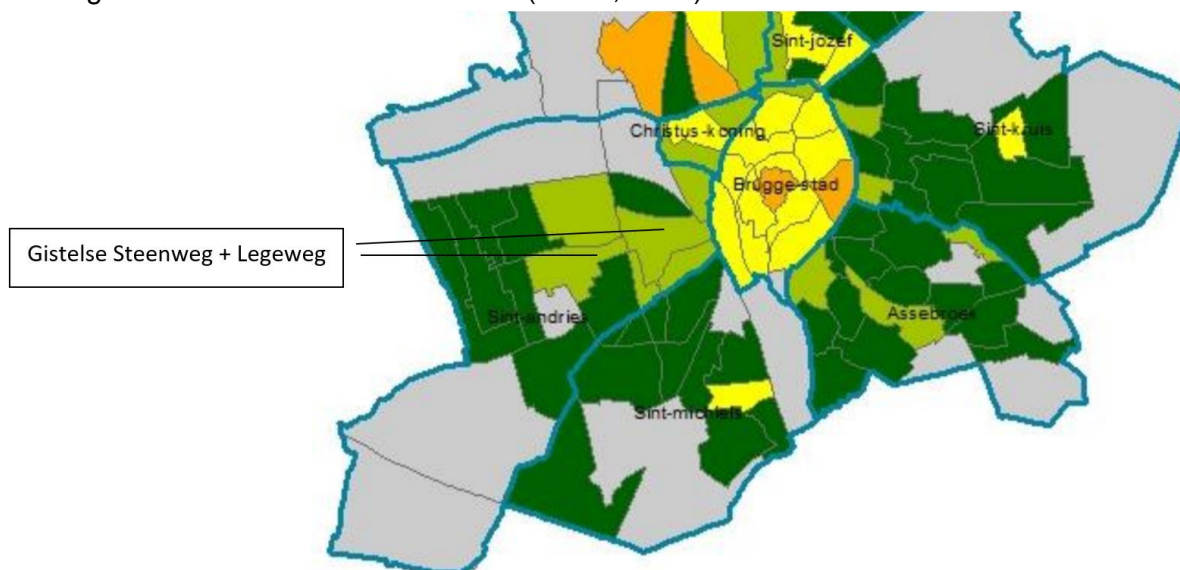 Sint-jozef
Christus-koning
Sint-kruis
Brugge-stad
Gistelse Steenweg + Legeweg
Sint-andries
Assebroek
Sint-michiels